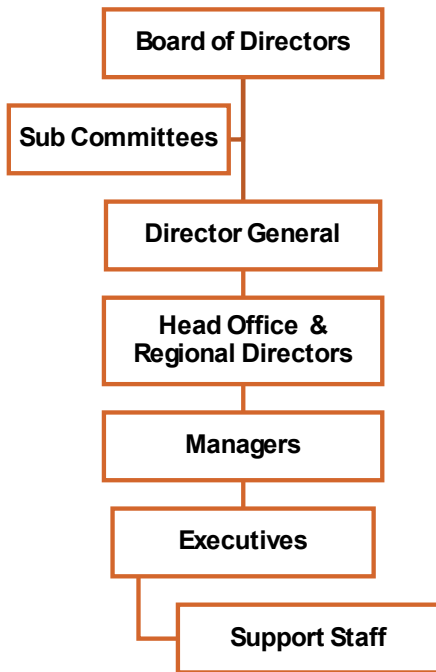 Board of Directors
Sub Committees
Director General
Head Office &
Regional Directors
Managers
Executives
Support Staff